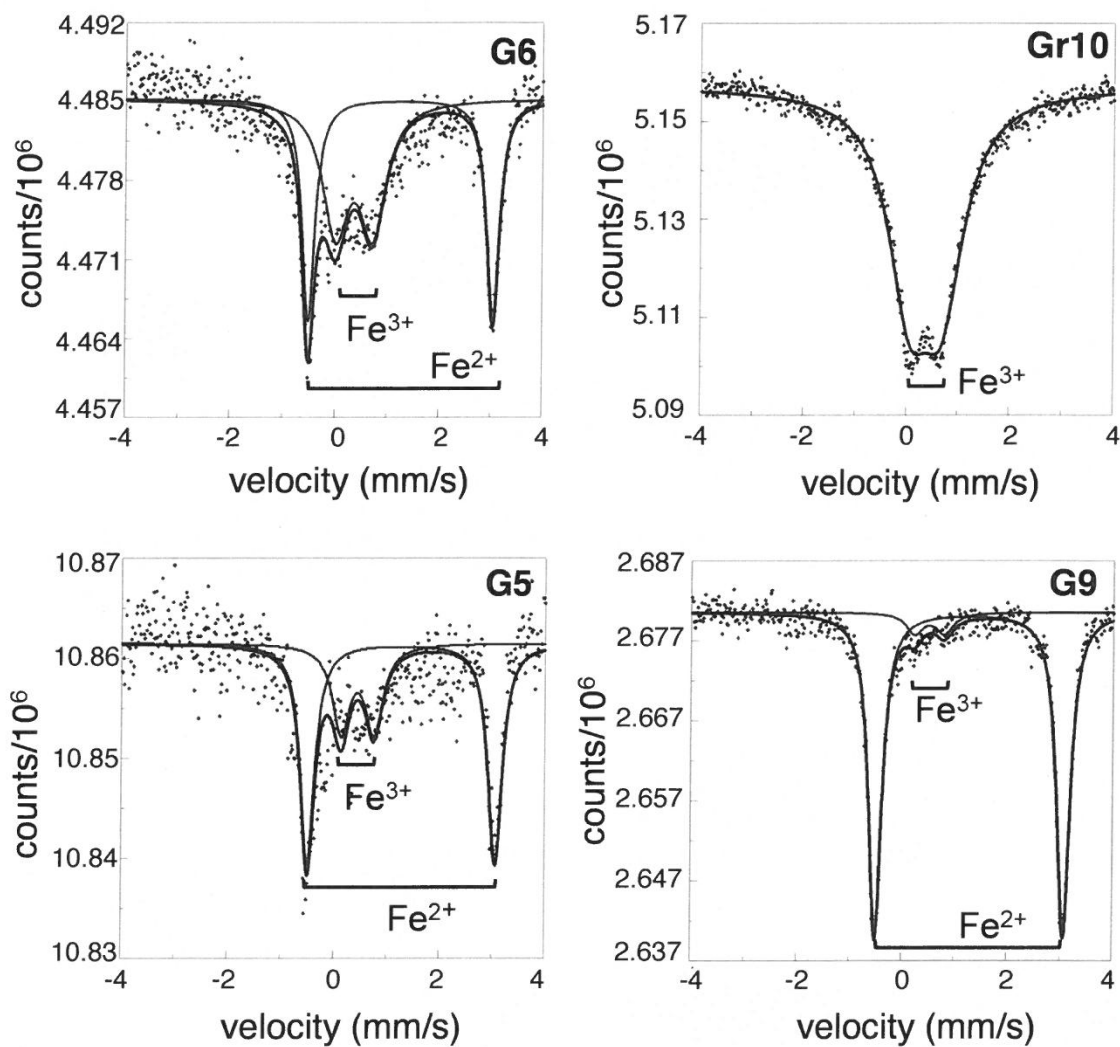 G6
counts/10⁶
4.492
4.485
4.478
4.471
4.464
4.457
Fe³⁺
Fe²⁺
-4 -2 0 2 4
velocity (mm/s)
Gr10
counts/10⁶
5.17
5.15
5.13
5.11
5.09
Fe³⁺
-4 -2 0 2 4
velocity (mm/s)
G5
counts/10⁶
10.87
10.86
10.85
10.84
10.83
Fe³⁺
Fe²⁺
-4 -2 0 2 4
velocity (mm/s)
G9
counts/10⁶
2.687
2.677
2.667
2.657
2.647
2.637
Fe³⁺
Fe²⁺
-4 -2 0 2 4
velocity (mm/s)